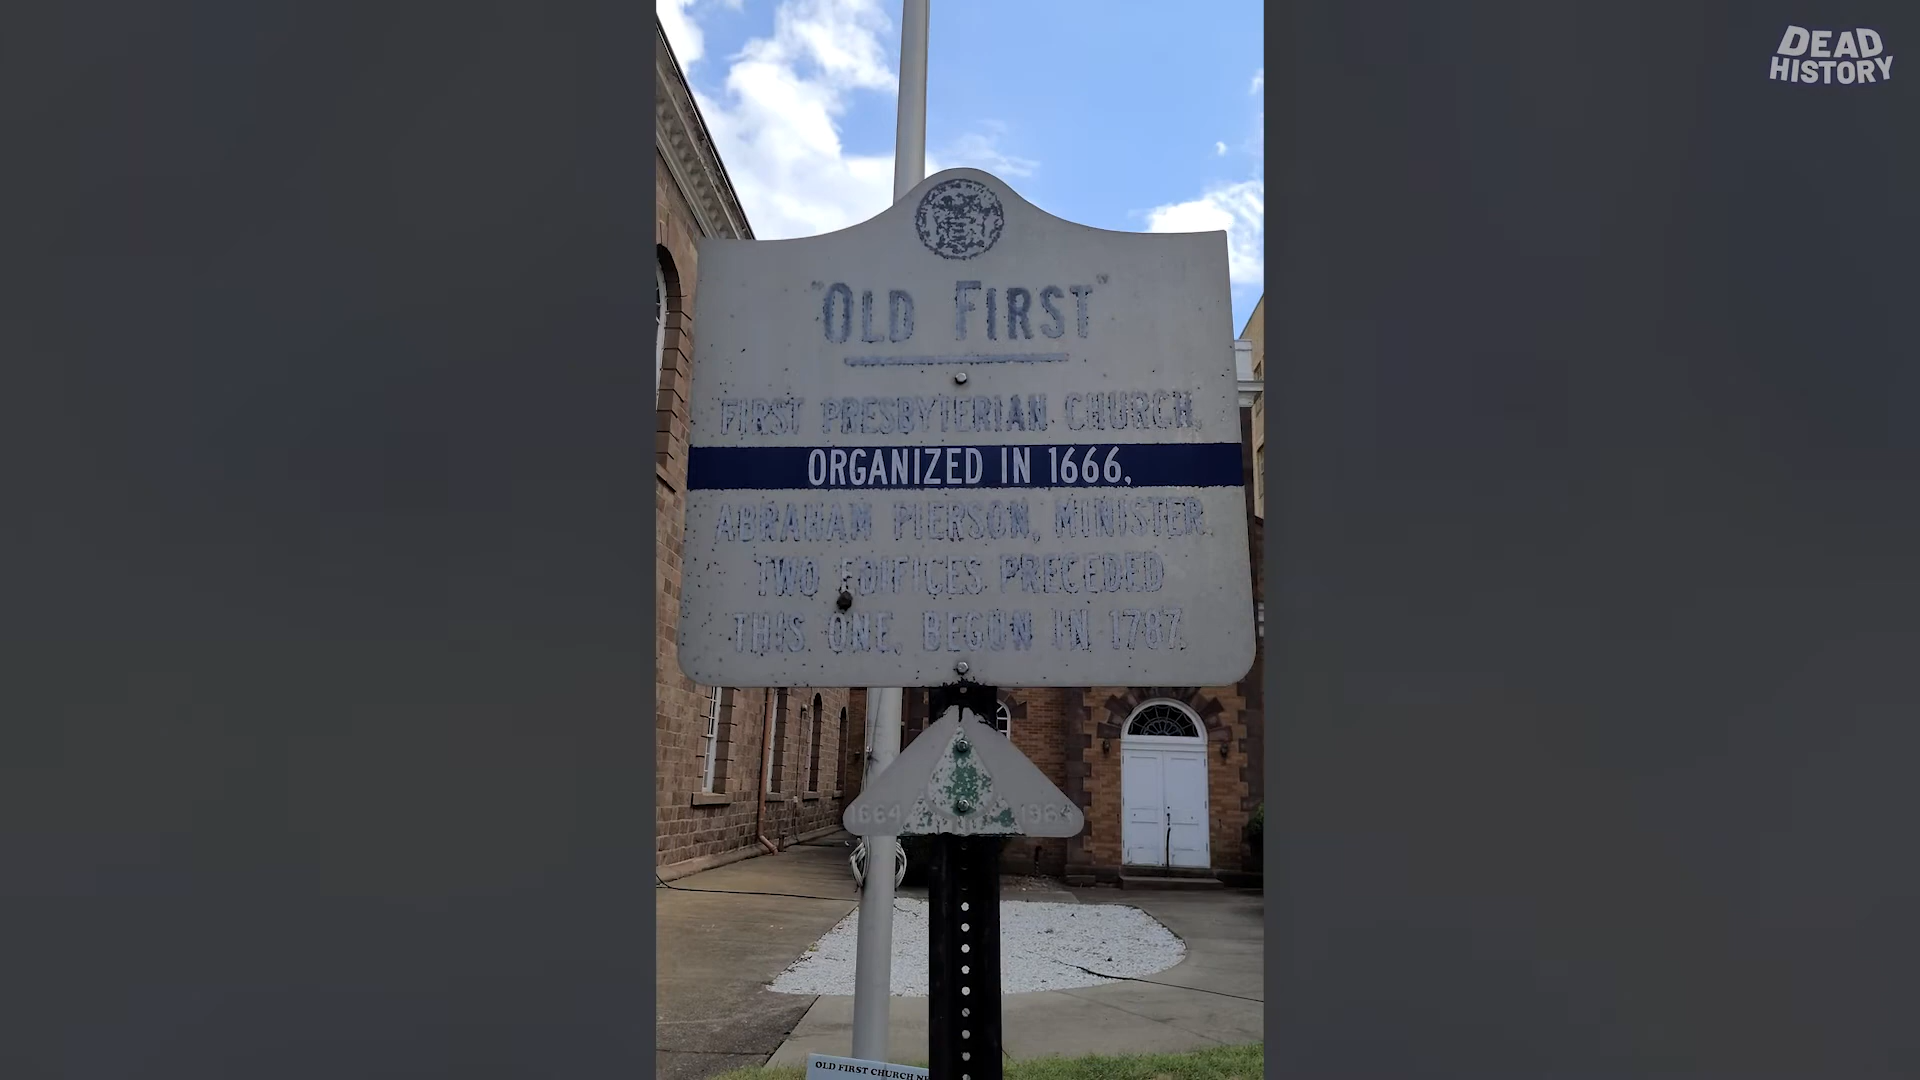 DEAD
HISTORY
"OLD FIRST"
FIRST PRESBYTERIAN CHURCH,
ORGANIZED IN 1666,
ABRAHAM PIERSON, MINISTER.
TWO EDIFICES PRECEDED
THIS ONE, BEGUN IN 1787.
1664 1964
OLD FIRST CHURCH